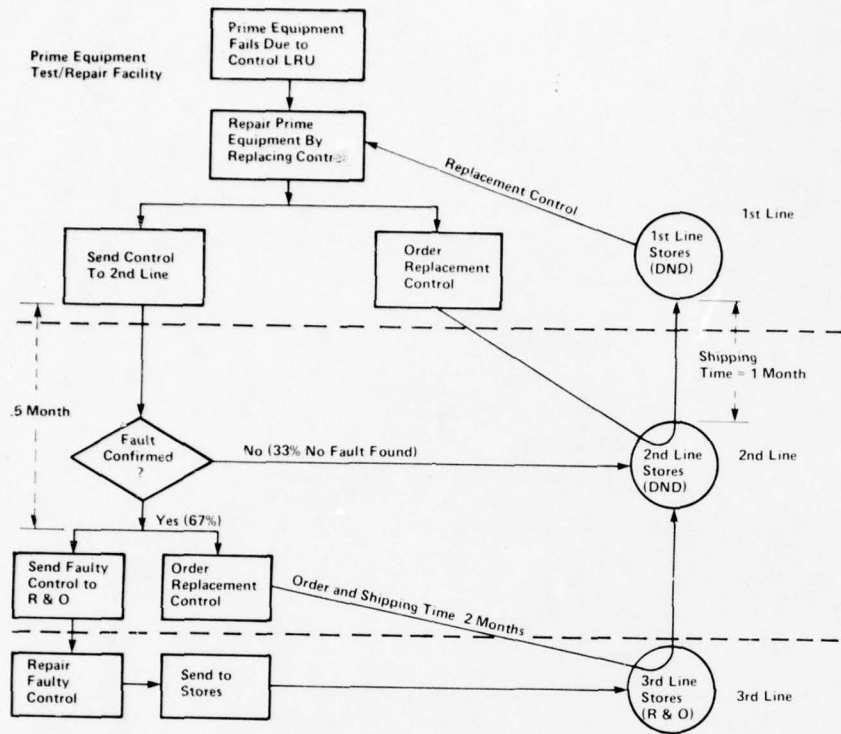 Prime Equipment
Test/Repair Facility
Prime Equipment
Fails Due to
Control LRU
Repair Prime
Equipment By
Replacing Control
Replacement Control
1st Line
Stores
(DND)
1st Line
Send Control
To 2nd Line
Order
Replacement
Control
Shipping
Time = 1 Month
.5 Month
Fault
Confirmed
?
No (33% No Fault Found)
2nd Line
Stores
(DND)
2nd Line
Yes (67%)
Send Faulty
Control to
R & O
Order
Replacement
Control
Order and Shipping Time 2 Months
Repair
Faulty
Control
Send to
Stores
3rd Line
Stores
(R & O)
3rd Line